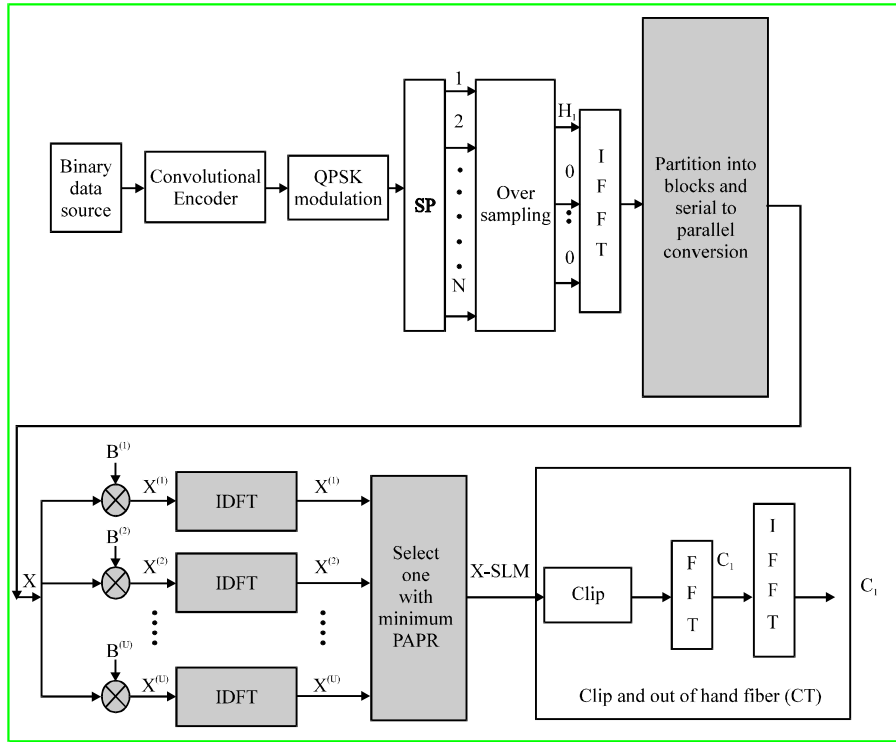 Binary
data
source
Convolutional
Encoder
QPSK
modulation
SP
1
2
N
Over
sampling
H₁
0
0
I
F
F
T
Partition into
blocks and
serial to
parallel
conversion
X
B⁽¹⁾
X⁽¹⁾
IDFT
X⁽¹⁾
B⁽²⁾
X⁽²⁾
IDFT
X⁽²⁾
B⁽ᵁ⁾
X⁽ᵁ⁾
IDFT
X⁽ᵁ⁾
Select
one
with
minimum
PAPR
X-SLM
Clip
F
F
T
C₁
I
F
F
T
C₁
Clip and out of hand fiber (CT)